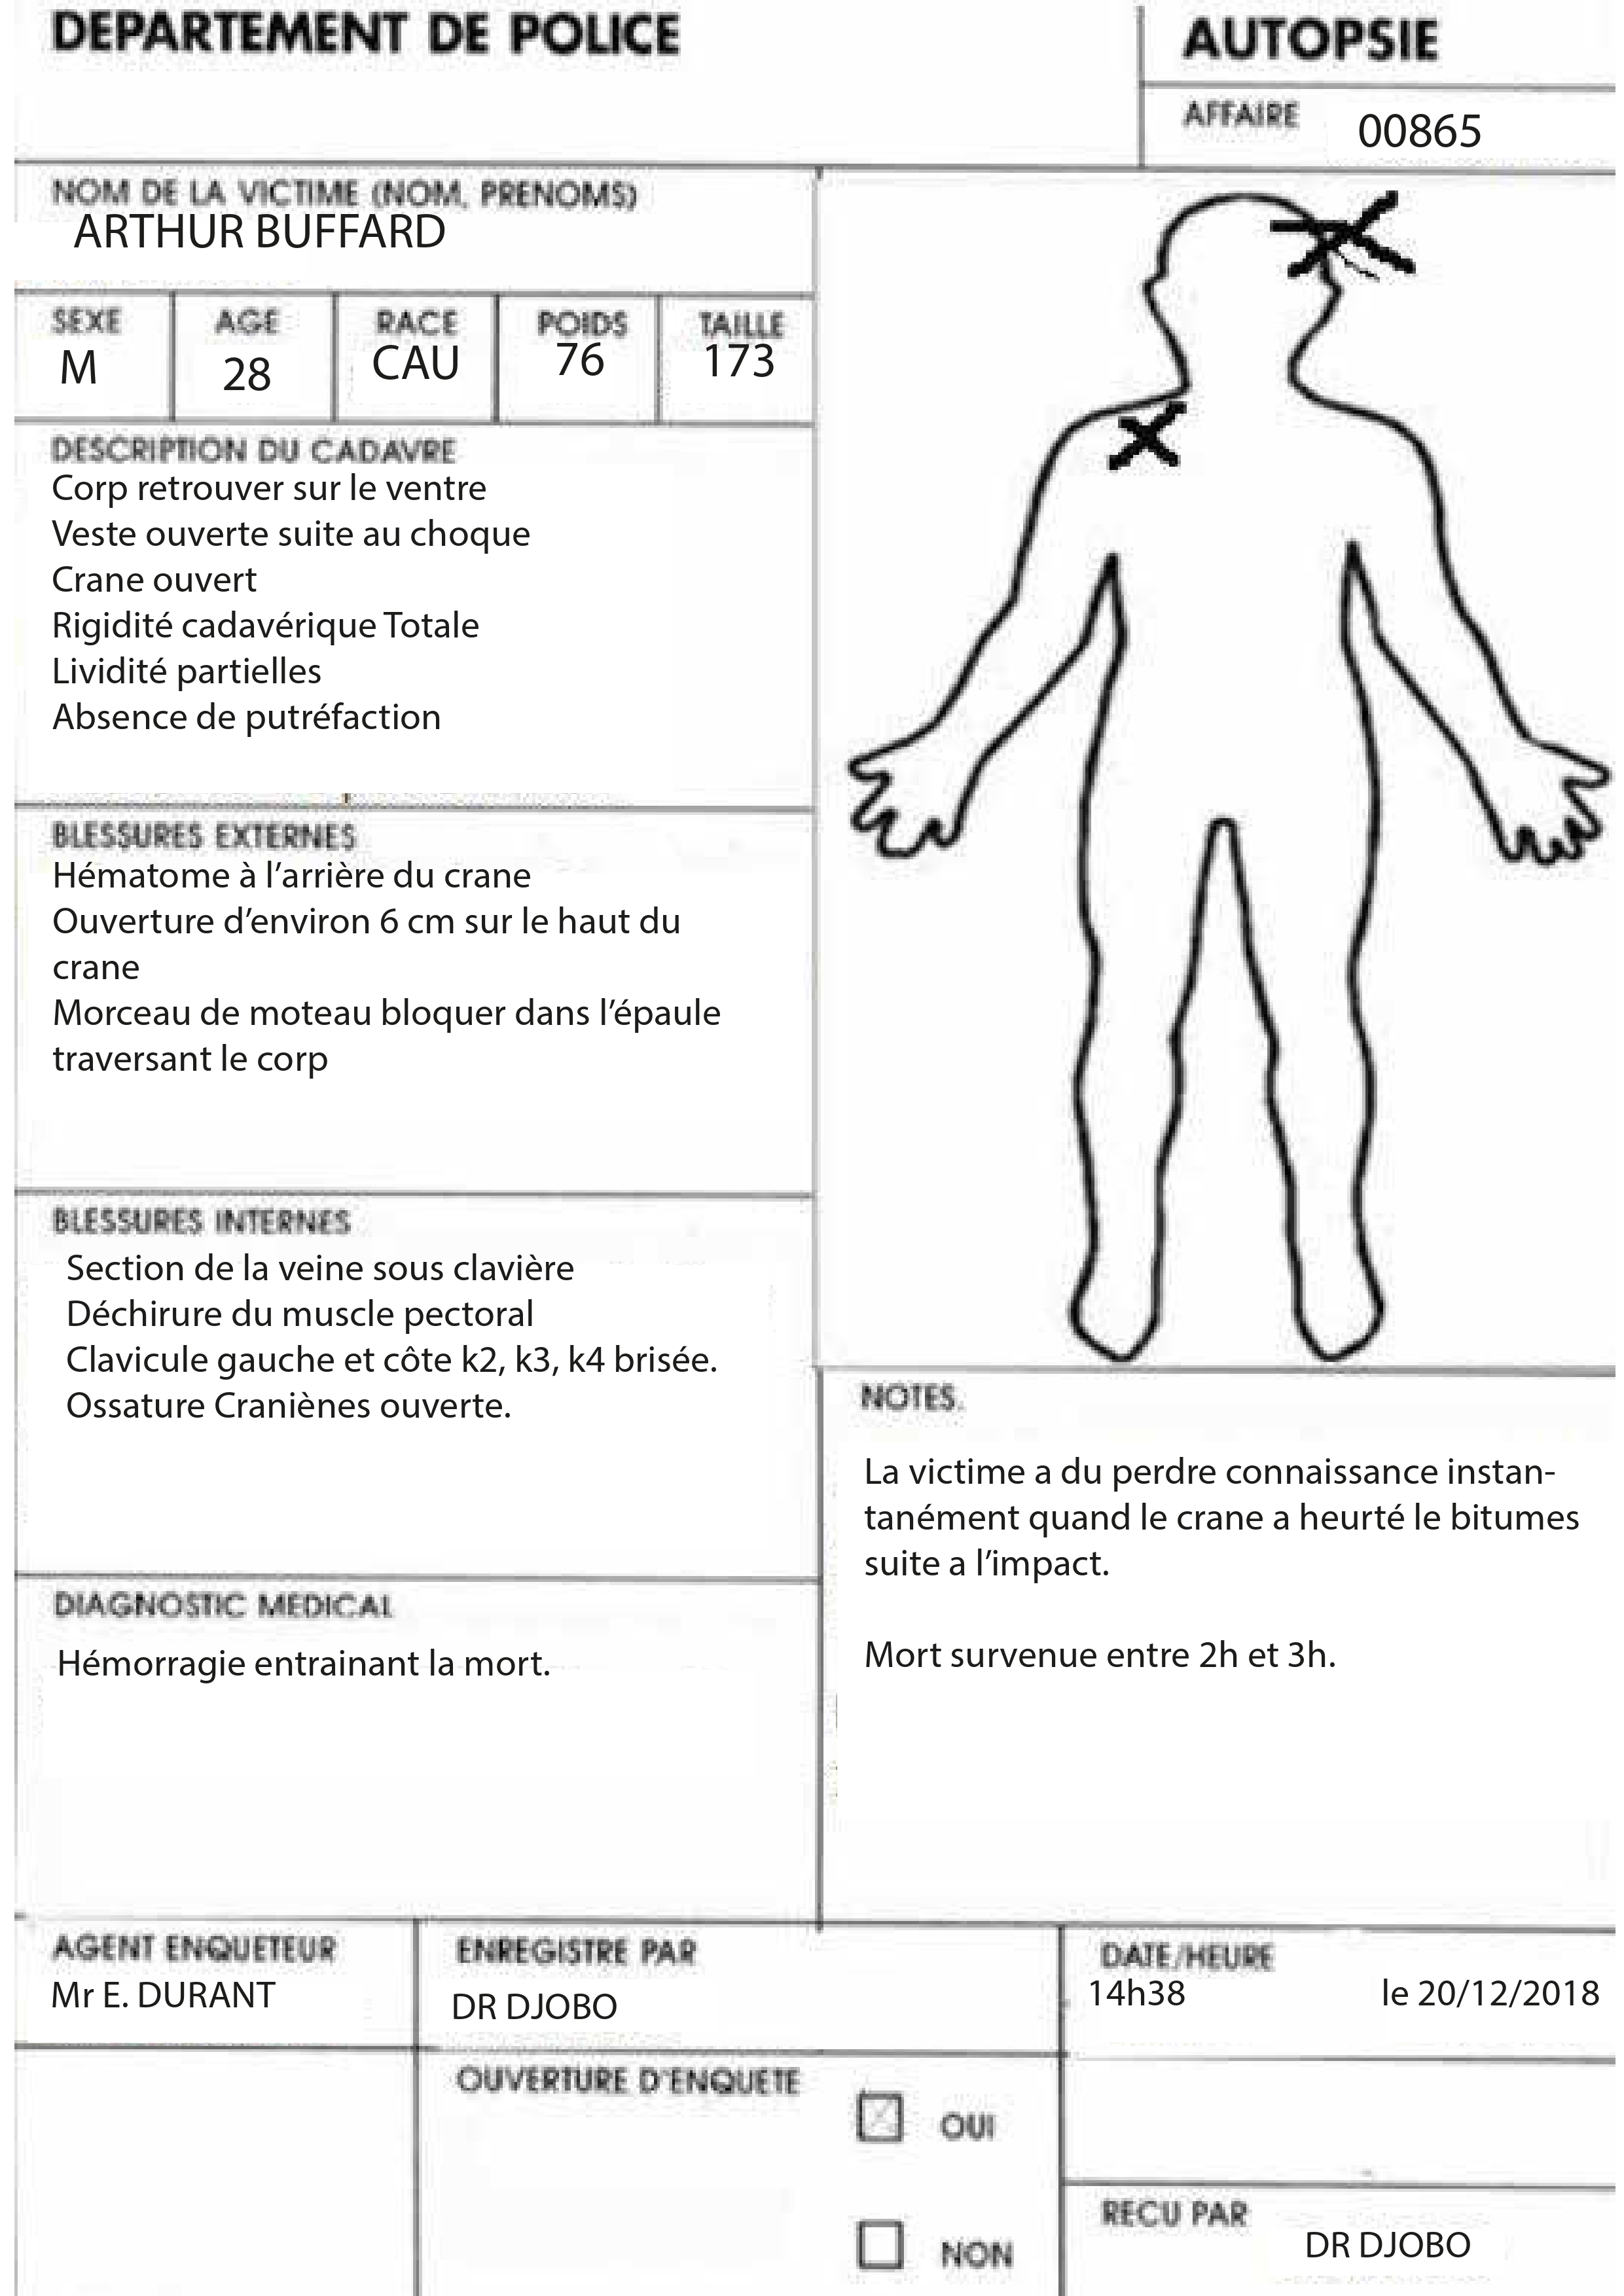 DEPARTEMENT DE POLICE
AUTOPSIE
AFFAIRE 00865
NOM DE LA VICTIME (NOM, PRENOMS)
ARTHUR BUFFARD
SEXE AGE RACE POIDS TAILLE
M 28 CAU 76 173
DESCRIPTION DU CADAVRE
Corp retrouver sur le ventre
Veste ouverte suite au choque
Crane ouvert
Rigidité cadavérique Totale
Lividité partielles
Absence de putréfaction
BLESSURES EXTERNES
Hématome à l'arrière du crane
Ouverture d'environ 6 cm sur le haut du
crane
Morceau de moteau bloquer dans l'épaule
traversant le corp
BLESSURES INTERNES
Section de la veine sous clavière
Déchirure du muscle pectoral
Clavicule gauche et côte k2, k3, k4 brisée.
Ossature Craniènes ouverte.
DIAGNOSTIC MEDICAL
Hémorragie entrainant la mort.
NOTES.
La victime a du perdre connaissance instan-
tanément quand le crane a heurté le bitumes
suite a l'impact.
Mort survenue entre 2h et 3h.
AGENT ENQUETEUR
Mr E. DURANT
ENREGISTRE PAR
DR DJOBO
DATE/HEURE
14h38 le 20/12/2018
OUVERTURE D'ENQUETE
OUI
NON
RECU PAR
DR DJOBO